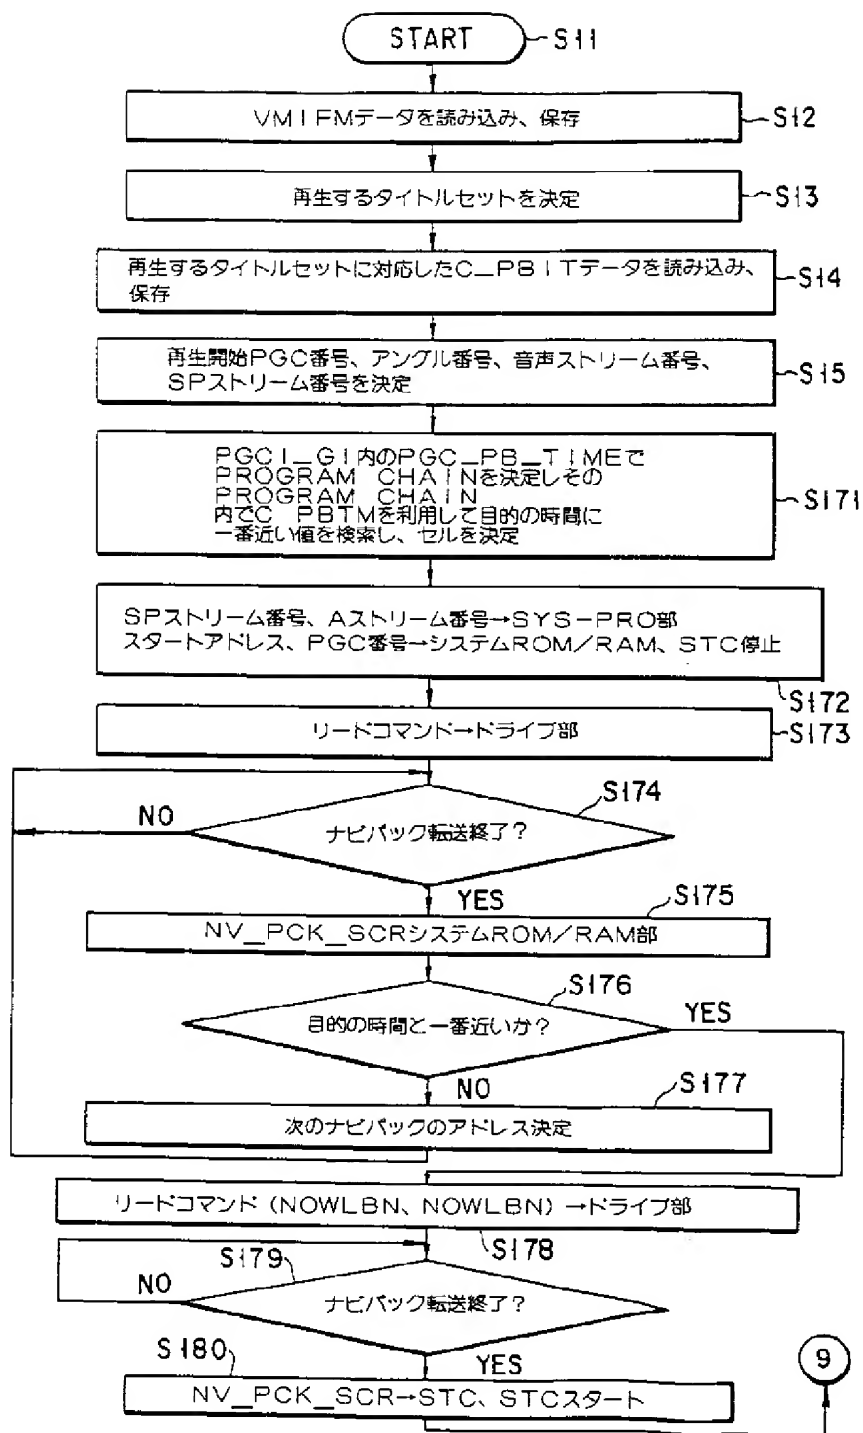 START
S11
VMIFMデータを読み込み、保存
S12
再生するタイトルセットを決定
S13
再生するタイトルセットに対応したC_PBITデータを読み込み、
保存
S14
再生開始PGC番号、アングル番号、音声ストリーム番号、
SPストリーム番号を決定
S15
PGCI_GI内のPGC_PB_TIMEで
PROGRAM CHAINを決定しその
PROGRAM CHAIN
内でC PBTMを利用して目的の時間に
一番近い値を検索し、セルを決定
S171
SPストリーム番号、Aストリーム番号→SYS-PRO部
スタートアドレス、PGC番号→システムROM/RAM、STC停止
S172
リードコマンド→ドライブ部
S173
S174
NO
ナビパック転送終了?
YES
S175
NV_PCK_SCRシステムROM/RAM部
S176
目的の時間と一番近いか?
YES
NO
S177
次のナビパックのアドレス決定
リードコマンド(NOWLBN、NOWLBN)→ドライブ部
S178
S179
NO
ナビパック転送終了?
S180
YES
9
NV_PCK_SCR→STC、STCスタート